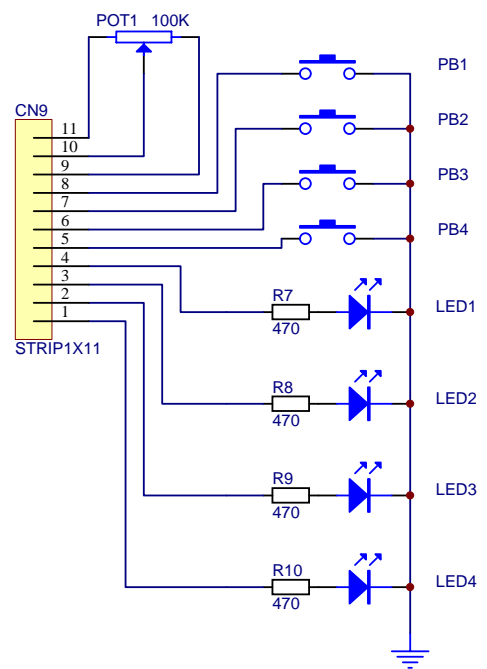 POT1 100K
PB1
CN9
PB2
11
10
9
PB3
8
7
6
PB4
5
4
3
R7
LED1
2
1
470
STRIP1X11
R8
LED2
470
R9
LED3
470
R10
LED4
470